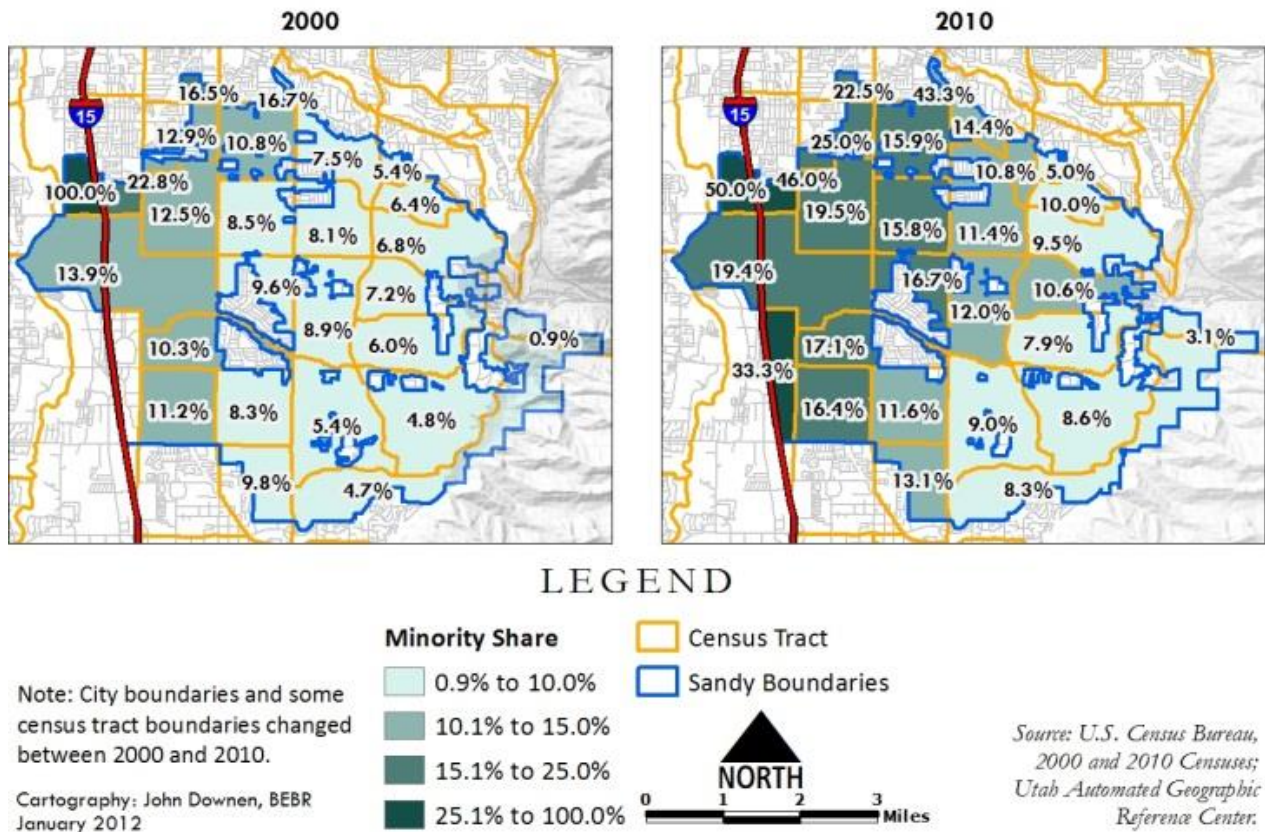 2000
16.5%
16.7%
15
12.9%
10.8%
7.5%
5.4%
100.0%
22.8%
12.5%
8.5%
8.1%
6.4%
6.8%
13.9%
9.6%
7.2%
8.9%
10.3%
6.0%
0.9%
11.2%
8.3%
5.4%
4.8%
9.8%
4.7%
2010
22.5%
43.3%
15
25.0%
15.9%
14.4%
10.8%
5.0%
50.0%
46.0%
19.5%
15.8%
11.4%
10.0%
9.5%
19.4%
16.7%
10.6%
12.0%
17.1%
7.9%
3.1%
33.3%
16.4%
11.6%
9.0%
8.6%
13.1%
8.3%
LEGEND
Note: City boundaries and some
census tract boundaries changed
between 2000 and 2010.
Cartography: John Downen, BEBR
January 2012
Minority Share
0.9% to 10.0%
10.1% to 15.0%
15.1% to 25.0%
25.1% to 100.0%
Census Tract
Sandy Boundaries
NORTH
0 1 2 3
Miles
Source: U.S. Census Bureau,
2000 and 2010 Censuses;
Utah Automated Geographic
Reference Center.